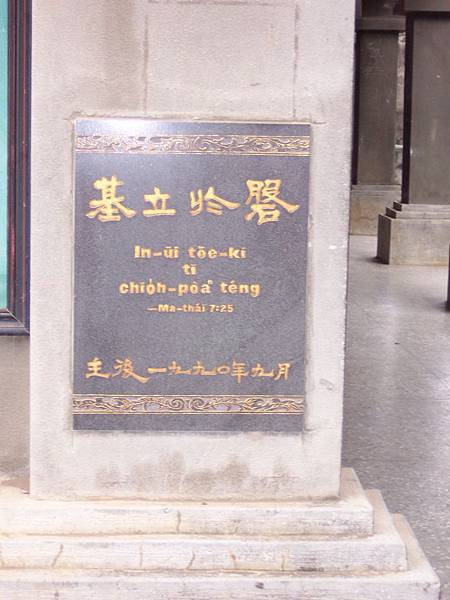 基立於磐
In-ūi tōe-ki
tī
chio̍h-pôaⁿ téng
—Ma-thài 7:25
主後一九九〇年九月